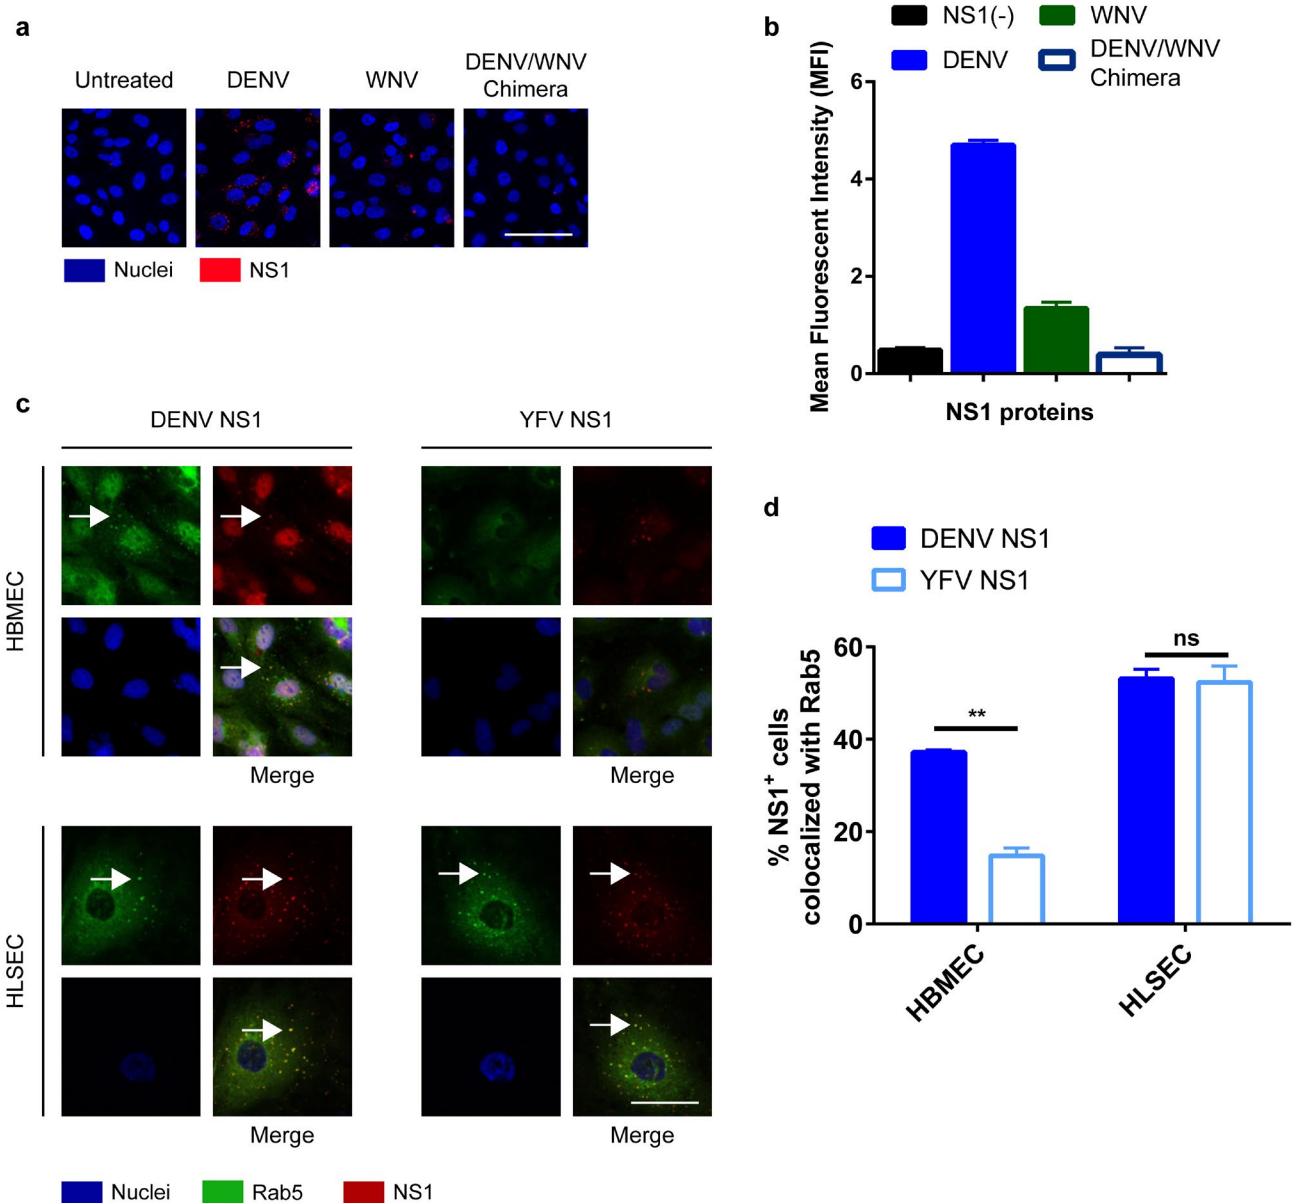 a
Untreated
DENV
WNV
DENV/WNV
Chimera
Nuclei
NS1
b
NS1(-)
WNV
DENV
DENV/WNV
Chimera
Mean Fluorescent Intensity (MFI)
6
4
2
0
NS1 proteins
c
DENV NS1
YFV NS1
HBMEC
Merge
Merge
HLSEC
Merge
Merge
Nuclei
Rab5
NS1
d
DENV NS1
YFV NS1
% NS1⁺ cells
colocalized with Rab5
60
40
20
0
**
ns
HBMEC
HLSEC